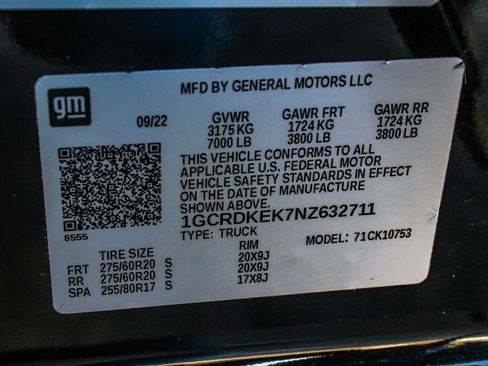 gm
MFD BY GENERAL MOTORS LLC
09/22 GVWR GAWR FRT GAWR RR
3175 KG 1724 KG 1724 KG
7000 LB 3800 LB 3800 LB
THIS VEHICLE CONFORMS TO ALL
APPLICABLE U.S. FEDERAL MOTOR
VEHICLE SAFETY STANDARDS IN EFFECT
ON THE DATE OF MANUFACTURE
SHOWN ABOVE.
1GCRDKEK7NZ632711
8555 TYPE: TRUCK MODEL: 71CK10753
TIRE SIZE RIM
FRT 275/60R20 S 20X9J
RR 275/60R20 S 20X9J
SPA 255/80R17 S 17X8J